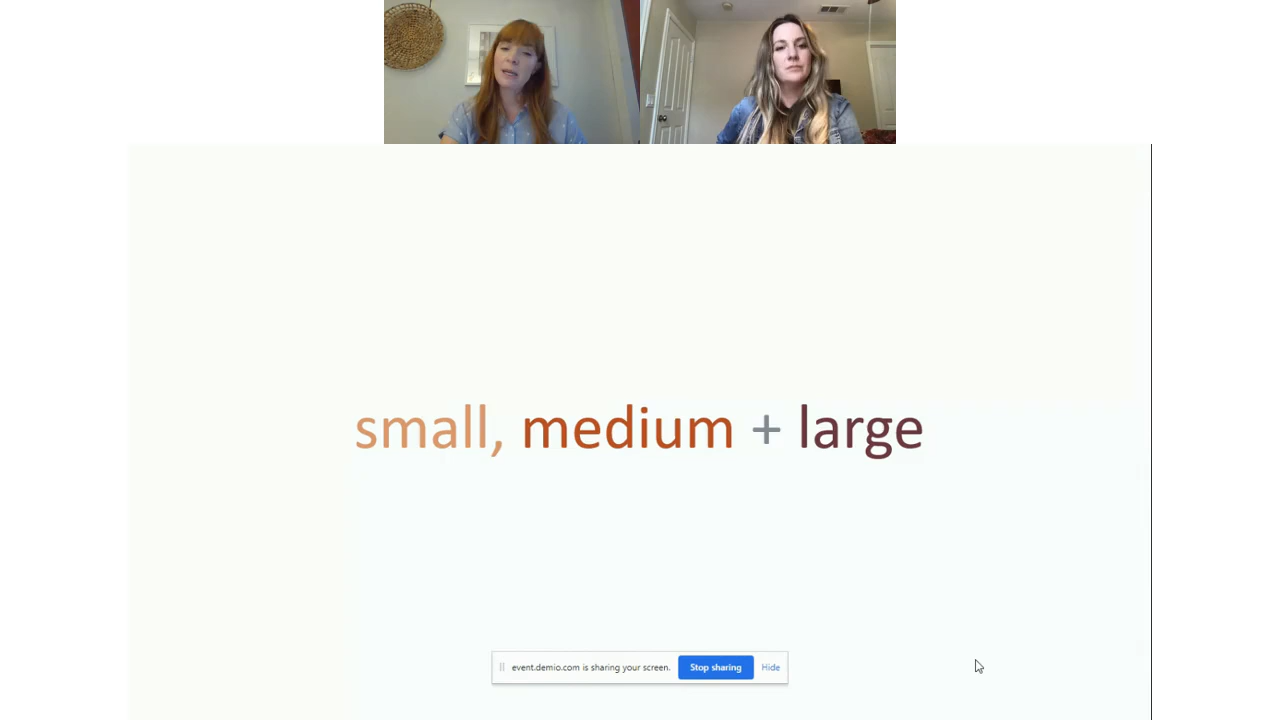 small, medium + large
event.demio.com is sharing your screen. Stop sharing Hide